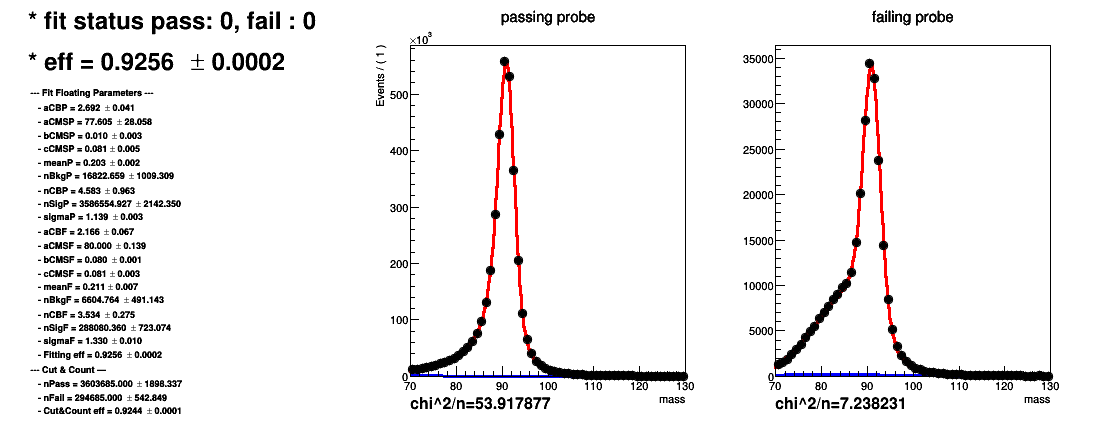 * fit status pass: 0, fail : 0
* eff = 0.9256 ± 0.0002
--- Fit Floating Parameters ---
- aCBP = 2.692 ± 0.041
- aCMSP = 77.605 ± 28.058
- bCMSP = 0.010 ± 0.003
- cCMSP = 0.081 ± 0.005
- meanP = 0.203 ± 0.002
- nBkgP = 16822.659 ± 1009.309
- nCBP = 4.583 ± 0.963
- nSigP = 3586554.927 ± 2142.350
- sigmaP = 1.139 ± 0.003
- aCBF = 2.166 ± 0.067
- aCMSF = 80.000 ± 0.139
- bCMSF = 0.080 ± 0.001
- cCMSF = 0.081 ± 0.003
- meanF = 0.211 ± 0.007
- nBkgF = 6604.764 ± 491.143
- nCBF = 3.534 ± 0.275
- nSigF = 288080.360 ± 723.074
- sigmaF = 1.330 ± 0.010
- Fitting eff = 0.9256 ± 0.0002
--- Cut & Count ---
- nPass = 3603685.000 ± 1898.337
- nFail = 294685.000 ± 542.849
- Cut&Count eff = 0.9244 ± 0.0001
passing probe
×10³
Events / ( 1 )
500
400
300
200
100
0
70 80 90 100 110 120 130
mass
chi^2/n=53.917877
failing probe
35000
30000
25000
20000
15000
10000
5000
0
70 80 90 100 110 120 130
mass
chi^2/n=7.238231